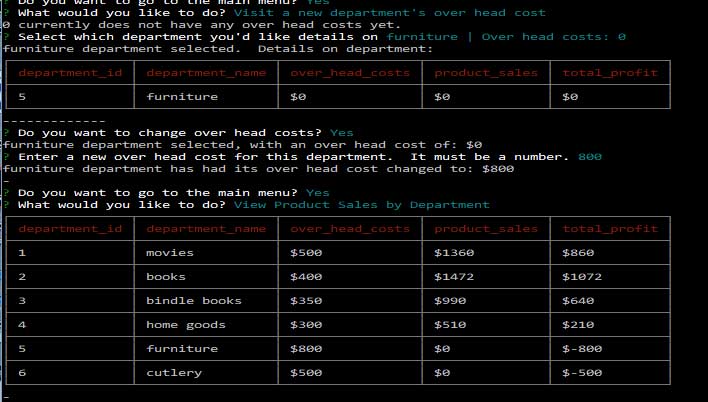 ? Do you want to go to the main menu? Yes
? What would you like to do? Visit a new department's over head cost
0 currently does not have any over head costs yet.
? Select which department you'd like details on furniture | Over head costs: 0
furniture department selected.  Details on department:
department_id department_name over_head_costs product_sales total_profit
5 furniture $0 $0 $0
-------------
? Do you want to change over head costs? Yes
furniture department selected, with an over head cost of: $0
? Enter a new over head cost for this department.  It must be a number. 800
furniture department has had its over head cost changed to: $800
-
? Do you want to go to the main menu? Yes
? What would you like to do? View Product Sales by Department
department_id department_name over_head_costs product_sales total_profit
1 movies $500 $1360 $860
2 books $400 $1472 $1072
3 bindle books $350 $990 $640
4 home goods $300 $510 $210
5 furniture $800 $0 $-800
6 cutlery $500 $0 $-500
-